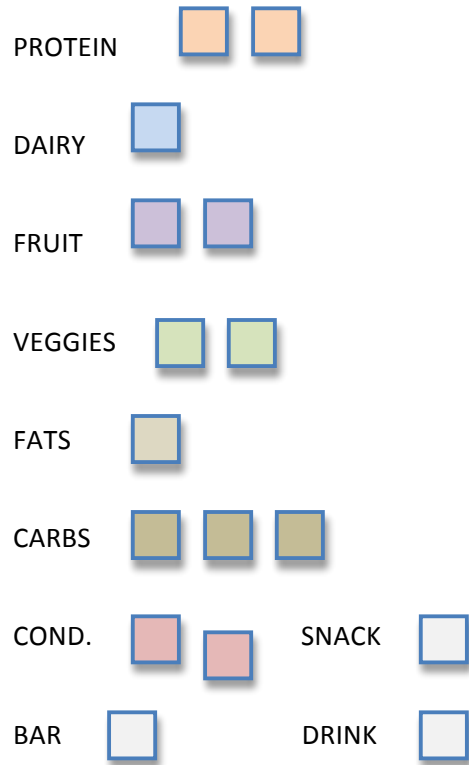 PROTEIN
DAIRY
FRUIT
VEGGIES
FATS
CARBS
COND. SNACK
BAR DRINK